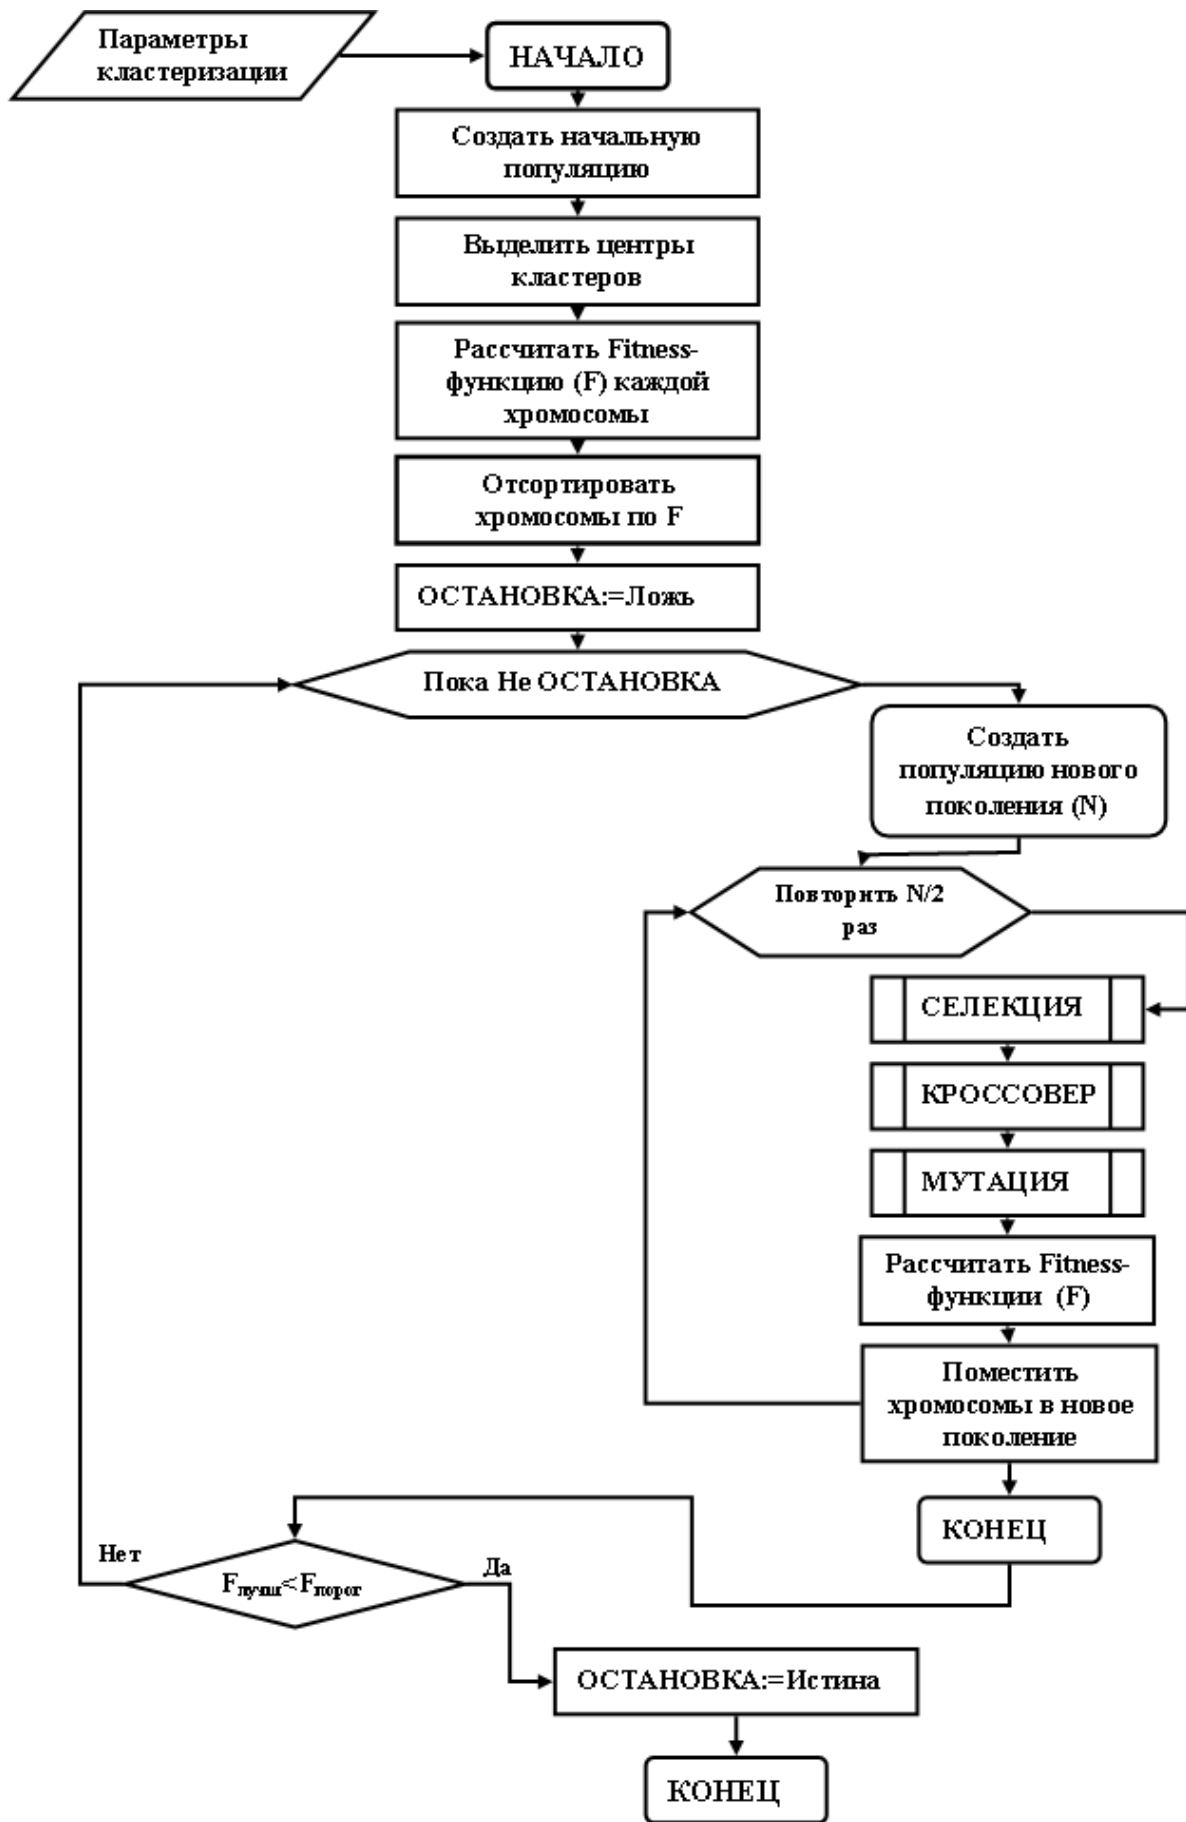 Параметры
кластеризации
НАЧАЛО
Создать начальную
популяцию
Выделить центры
кластеров
Рассчитать Fitness-
функцию (F) каждой
хромосомы
Отсортировать
хромосомы по F
ОСТАНОВКА:=Ложь
Пока Не ОСТАНОВКА
Создать
популяцию нового
поколения (N)
Повторить N/2
раз
СЕЛЕКЦИЯ
КРОССОВЕР
МУТАЦИЯ
Рассчитать Fitness-
функции (F)
Поместить
хромосомы в новое
поколение
КОНЕЦ
Нет
Да
Fлучш<Fпорог
ОСТАНОВКА:=Истина
КОНЕЦ